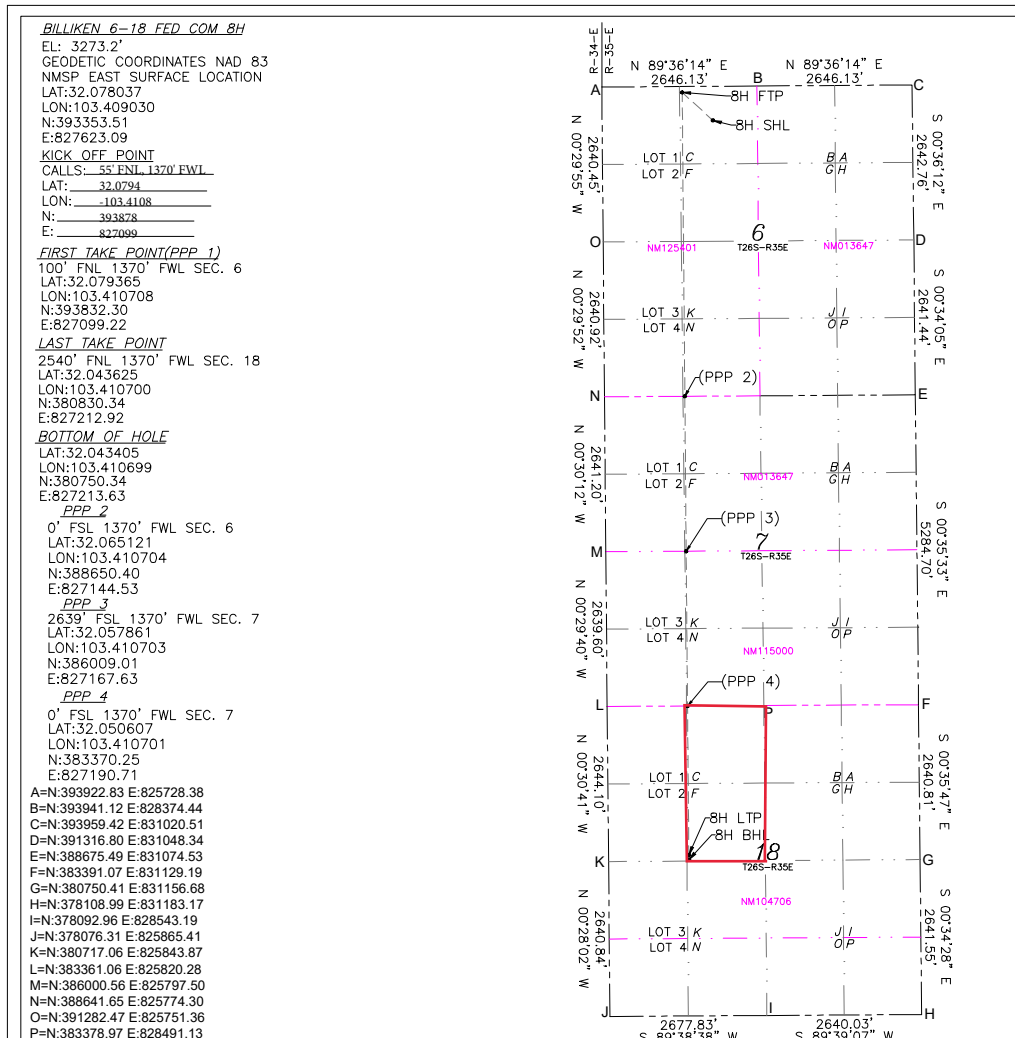 BILLIKEN 6-18 FED COM 8H
EL: 3273.2'
GEODETIC COORDINATES NAD 83
NMSP EAST SURFACE LOCATION
LAT:32.078037
LON:103.409030
N:393353.51
E:827623.09
KICK OFF POINT
CALLS: 55' FNL, 1370' FWL
LAT: 32.0794
LON: -103.4108
N: 393878
E: 827099
FIRST TAKE POINT(PPP 1)
100' FNL 1370' FWL SEC. 6
LAT:32.079365
LON:103.410708
N:393832.30
E:827099.22
LAST TAKE POINT
2540' FNL 1370' FWL SEC. 18
LAT:32.043625
LON:103.410700
N:380830.34
E:827212.92
BOTTOM OF HOLE
LAT:32.043405
LON:103.410699
N:380750.34
E:827213.63
PPP 2
0' FSL 1370' FWL SEC. 6
LAT:32.065121
LON:103.410704
N:388650.40
E:827144.53
PPP 3
2639' FSL 1370' FWL SEC. 7
LAT:32.057861
LON:103.410703
N:386009.01
E:827167.63
PPP 4
0' FSL 1370' FWL SEC. 7
LAT:32.050607
LON:103.410701
N:383370.25
E:827190.71
A=N:393922.83 E:825728.38
B=N:393941.12 E:828374.44
C=N:393959.42 E:831020.51
D=N:391316.80 E:831048.34
E=N:388675.49 E:831074.53
F=N:383391.07 E:831129.19
G=N:380750.41 E:831156.68
H=N:378108.99 E:831183.17
I=N:378092.96 E:828543.19
J=N:378076.31 E:825865.41
K=N:380717.06 E:825843.87
L=N:383361.06 E:825820.28
M=N:386000.56 E:825797.50
N=N:388641.65 E:825774.30
O=N:391282.47 E:825751.36
P=N:383378.97 E:828491.13
R-34-E
R-35-E
N 89°36'14" E
2646.13'
N 89°36'14" E
2646.13'
A
B
C
8H FTP
8H SHL
N 00°29'55" W
2640.45'
S 00°36'12" E
2642.76'
LOT 1 C
LOT 2 F
B A
G H
6
T26S-R35E
O
D
NM125401
NM013647
N 00°29'52" W
2640.92'
S 00°34'05" E
2641.44'
LOT 3 K
LOT 4 N
J I
O P
(PPP 2)
N
E
N 00°30'12" W
2641.20'
LOT 1 C
LOT 2 F
B A
G H
NM013647
S 00°35'33" E
5284.70'
(PPP 3)
7
T26S-R35E
M
N 00°29'40" W
2639.60'
LOT 3 K
LOT 4 N
J I
O P
NM115000
(PPP 4)
L
P
F
N 00°30'41" W
2644.10'
S 00°35'47" E
2640.81'
LOT 1 C
LOT 2 F
B A
G H
8H LTP
8H BHL
18
T26S-R35E
K
G
NM104706
N 00°28'02" W
2640.84'
S 00°34'28" E
2641.55'
LOT 3 K
LOT 4 N
J I
O P
J
I
H
2677.83'
S 89°38'38" W
2640.03'
S 89°39'07" W